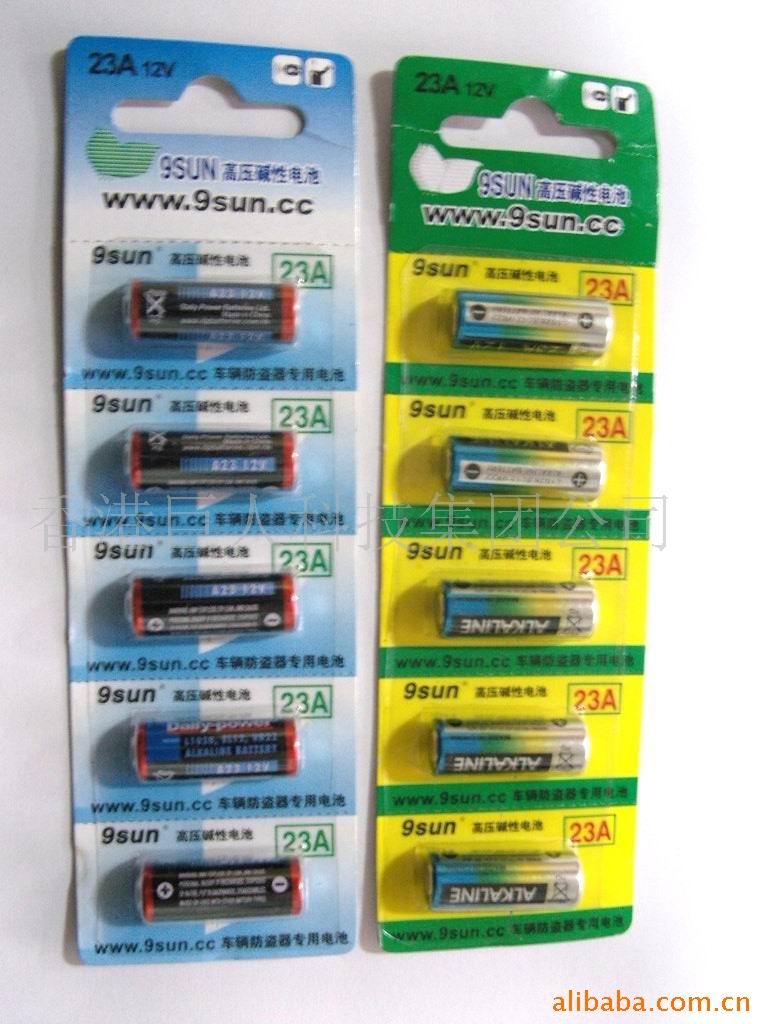 23A 12V
9SUN 高压碱性电池
www.9sun.cc
9sun® 高压碱性电池 23A
A23 12V
Daily Power Batteries Ltd.
Made in China
A23 12V
www.9sun.cc 车辆防盗器专用电池
9sun® 高压碱性电池 23A
A23 12V
www.9sun.cc 车辆防盗器专用电池
9sun® 高压碱性电池 23A
A23 12V
www.9sun.cc 车辆防盗器专用电池
9sun® 高压碱性电池 23A
Daily-power
ALKALINE BATTERY
A23 12V
www.9sun.cc 车辆防盗器专用电池
9sun® 高压碱性电池 23A
www.9sun.cc 车辆防盗器专用电池
23A 12V
9SUN 高压碱性电池
www.9sun.cc
9sun® 高压碱性电池 23A
www.9sun.cc 车辆防盗器专用电池
9sun® 高压碱性电池 23A
www.9sun.cc 车辆防盗器专用电池
9sun® 高压碱性电池 23A
ALKALINE
www.9sun.cc 车辆防盗器专用电池
9sun® 高压碱性电池 23A
ALKALINE
www.9sun.cc 车辆防盗器专用电池
9sun® 高压碱性电池 23A
ALKALINE
www.9sun.cc 车辆防盗器专用电池
香港巨人科技集团公司
alibaba.com.cn